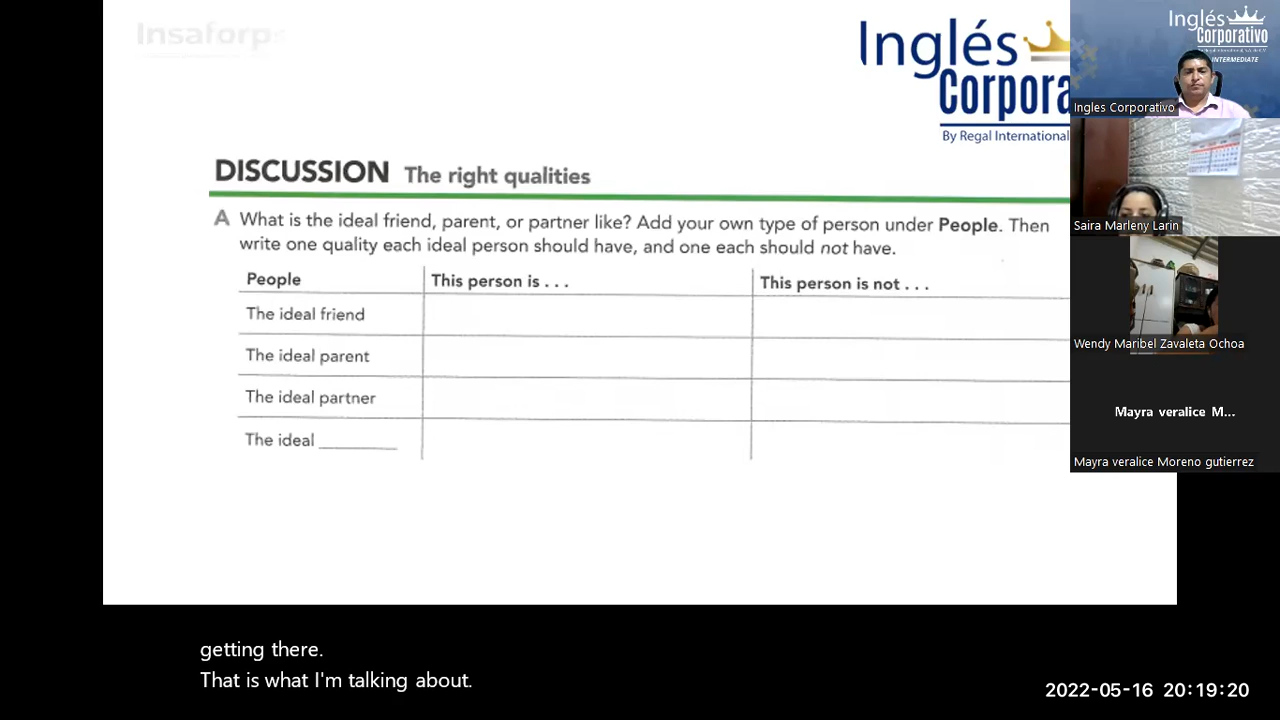 Insaforp
Inglés
Corpora
By Regal International
DISCUSSION The right qualities
A What is the ideal friend, parent, or partner like? Add your own type of person under People. Then
write one quality each ideal person should have, and one each should not have.
People This person is . . . This person is not . . .
The ideal friend
The ideal parent
The ideal partner
The ideal ________
Inglés
Corporativo
INTERMEDIATE
Ingles Corporativo
Saira Marleny Larin
Wendy Maribel Zavaleta Ochoa
Mayra veralice M...
Mayra veralice Moreno gutierrez
getting there.
That is what I'm talking about.
2022-05-16 20:19:20